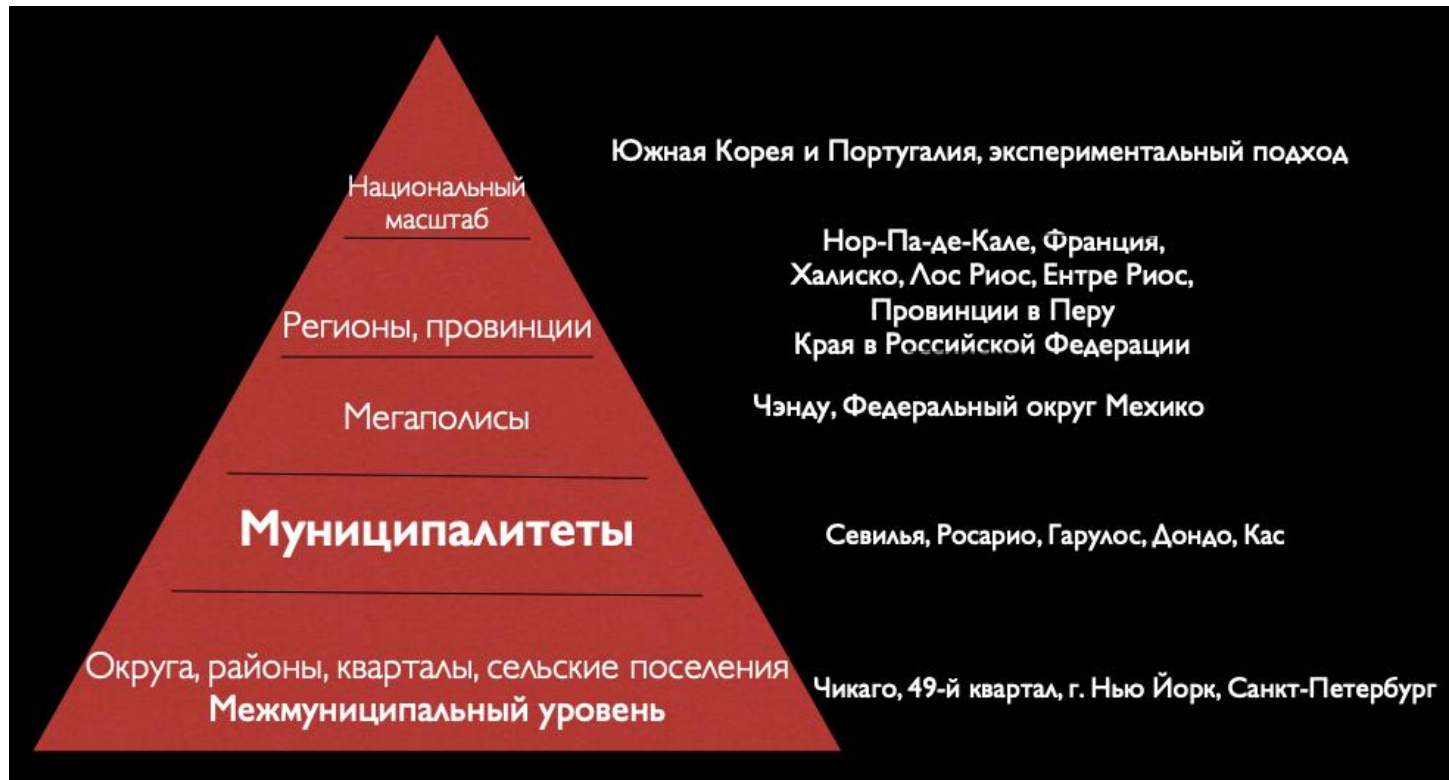 Южная Корея и Португалия, экспериментальный подход
Национальный
масштаб
Нор-Па-де-Кале, Франция,
Халиско, Лос Риос, Ентре Риос,
Провинции в Перу
Края в Российской Федерации
Регионы, провинции
Мегаполисы
Чэнду, Федеральный округ Мехико
Муниципалитеты
Севилья, Росарио, Гарулос, Дондо, Кас
Округа, районы, кварталы, сельские поселения
Межмуниципальный уровень
Чикаго, 49-й квартал, г. Нью Йорк, Санкт-Петербург